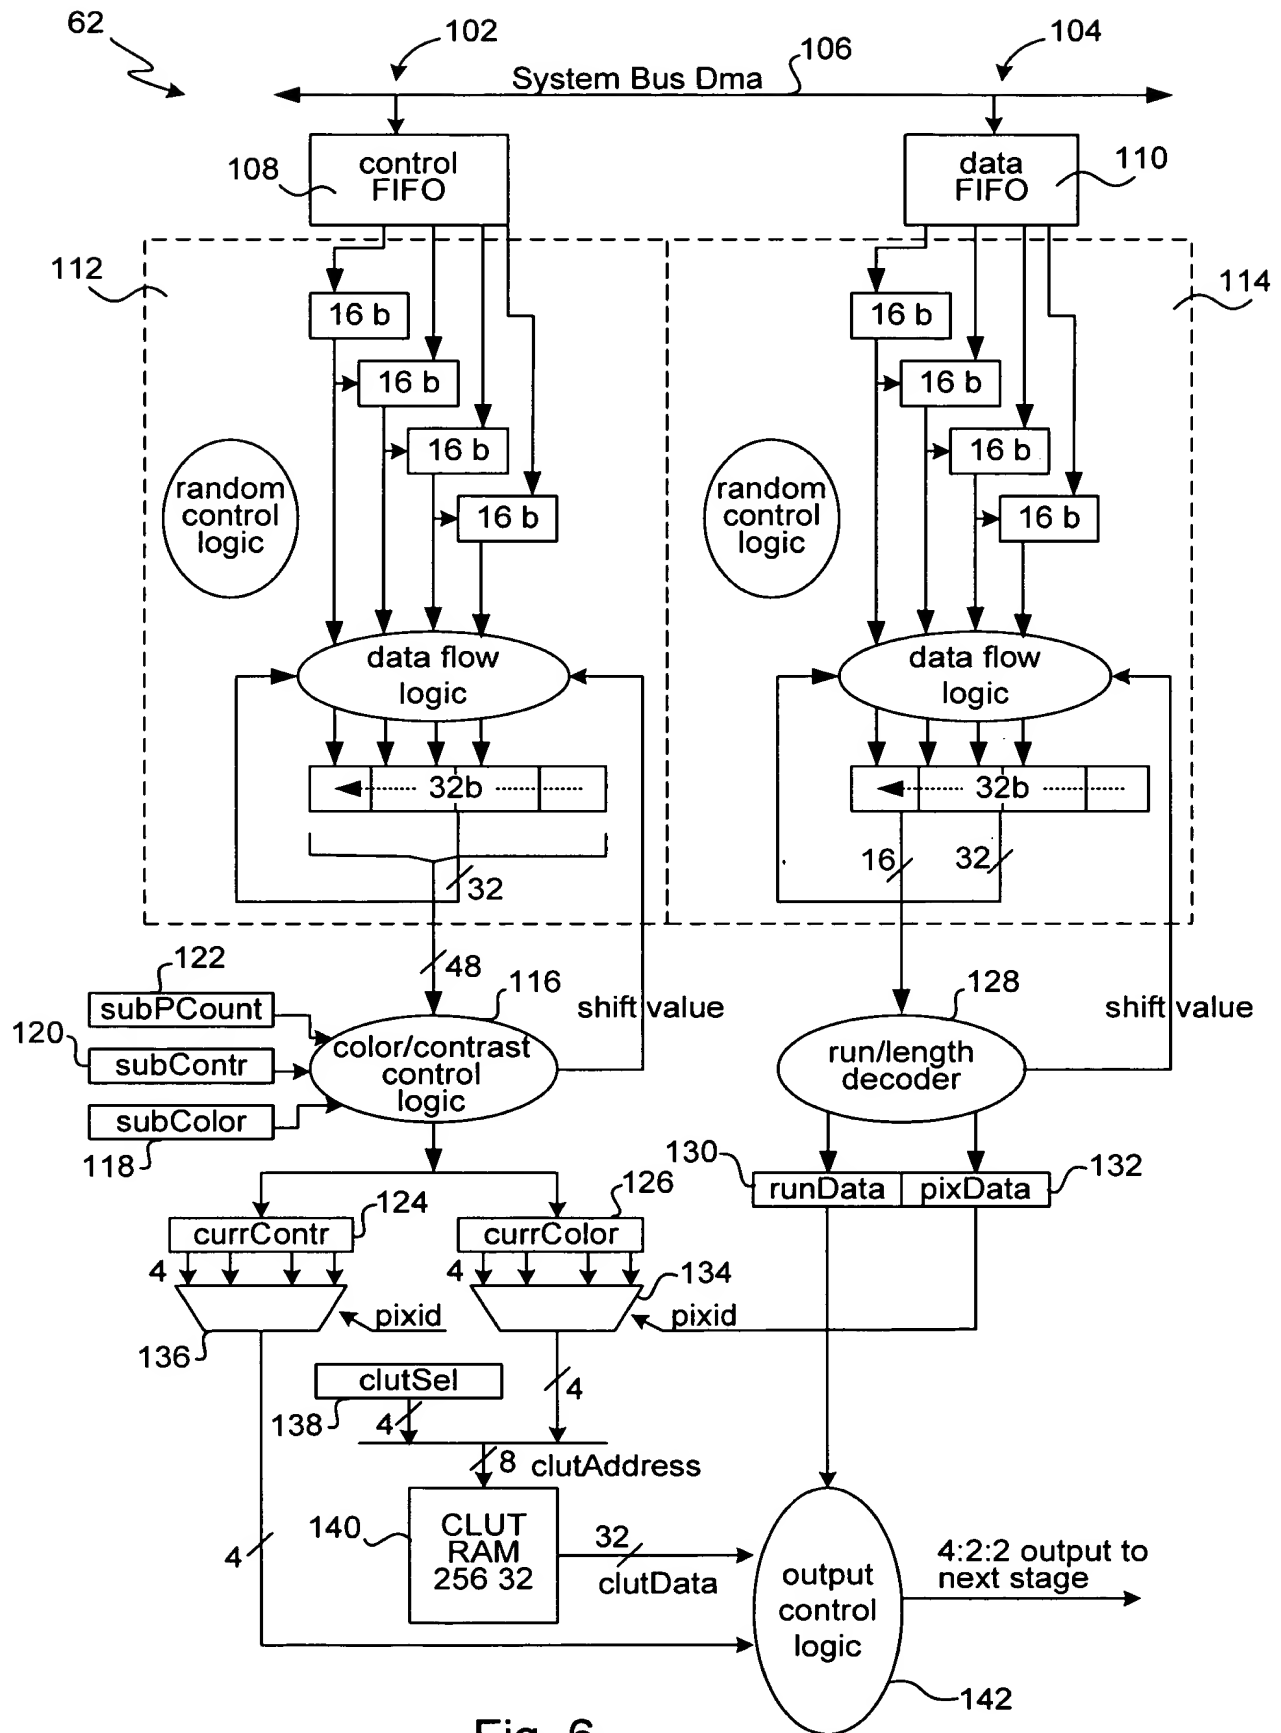 62
102
104
106
System Bus Dma
108
control
FIFO
data
FIFO
110
112
114
16 b
16 b
16 b
16 b
16 b
16 b
16 b
16 b
random
control
logic
random
control
logic
data flow
logic
data flow
logic
32b
32b
32
16
32
48
122
subPCount
116
shift value
128
shift value
120
subContr
color/contrast
control
logic
run/length
decoder
subColor
118
130
runData
pixData
132
124
126
currContr
currColor
4
4
134
pixid
pixid
136
clutSel
4
138
4
8
clutAddress
140
CLUT
RAM
256 32
32
clutData
4
output
control
logic
4:2:2 output to
next stage
142
Fig. 6